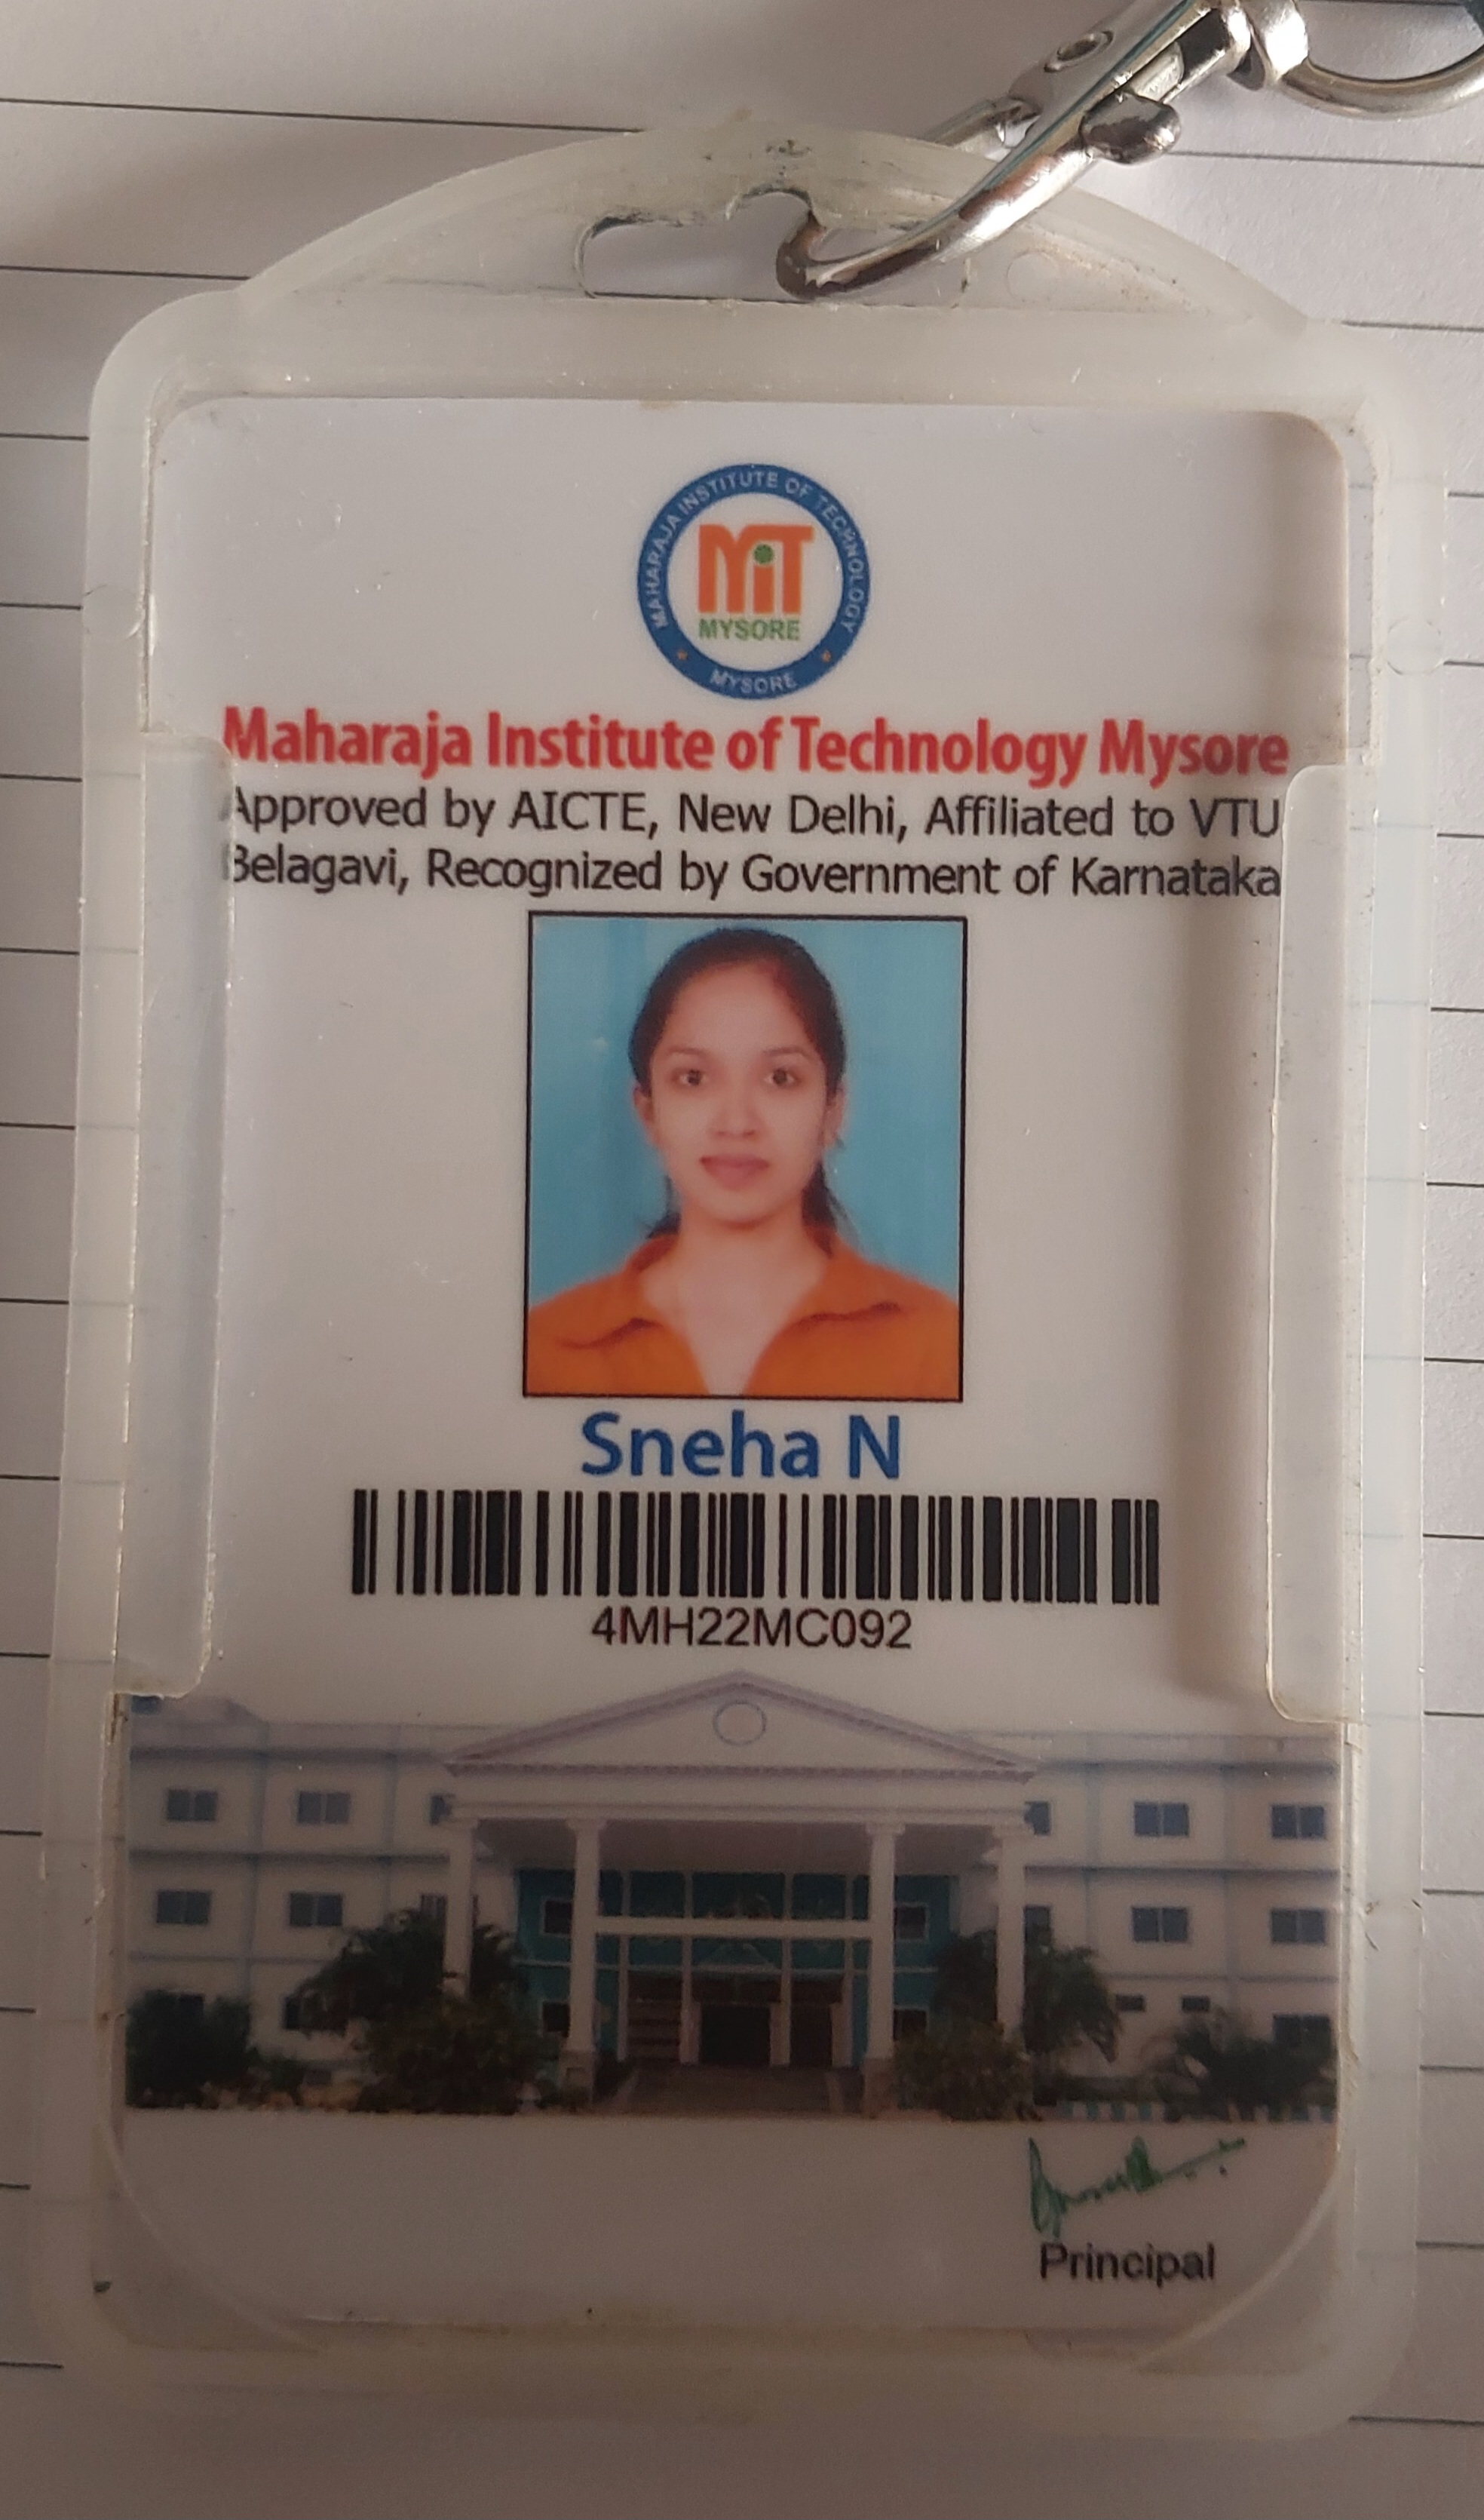 MAHARAJA INSTITUTE OF TECHNOLOGY
MiT
MYSORE
MYSORE
Maharaja Institute of Technology Mysore
Approved by AICTE, New Delhi, Affiliated to VTU
Belagavi, Recognized by Government of Karnataka
Sneha N
4MH22MC092
Principal